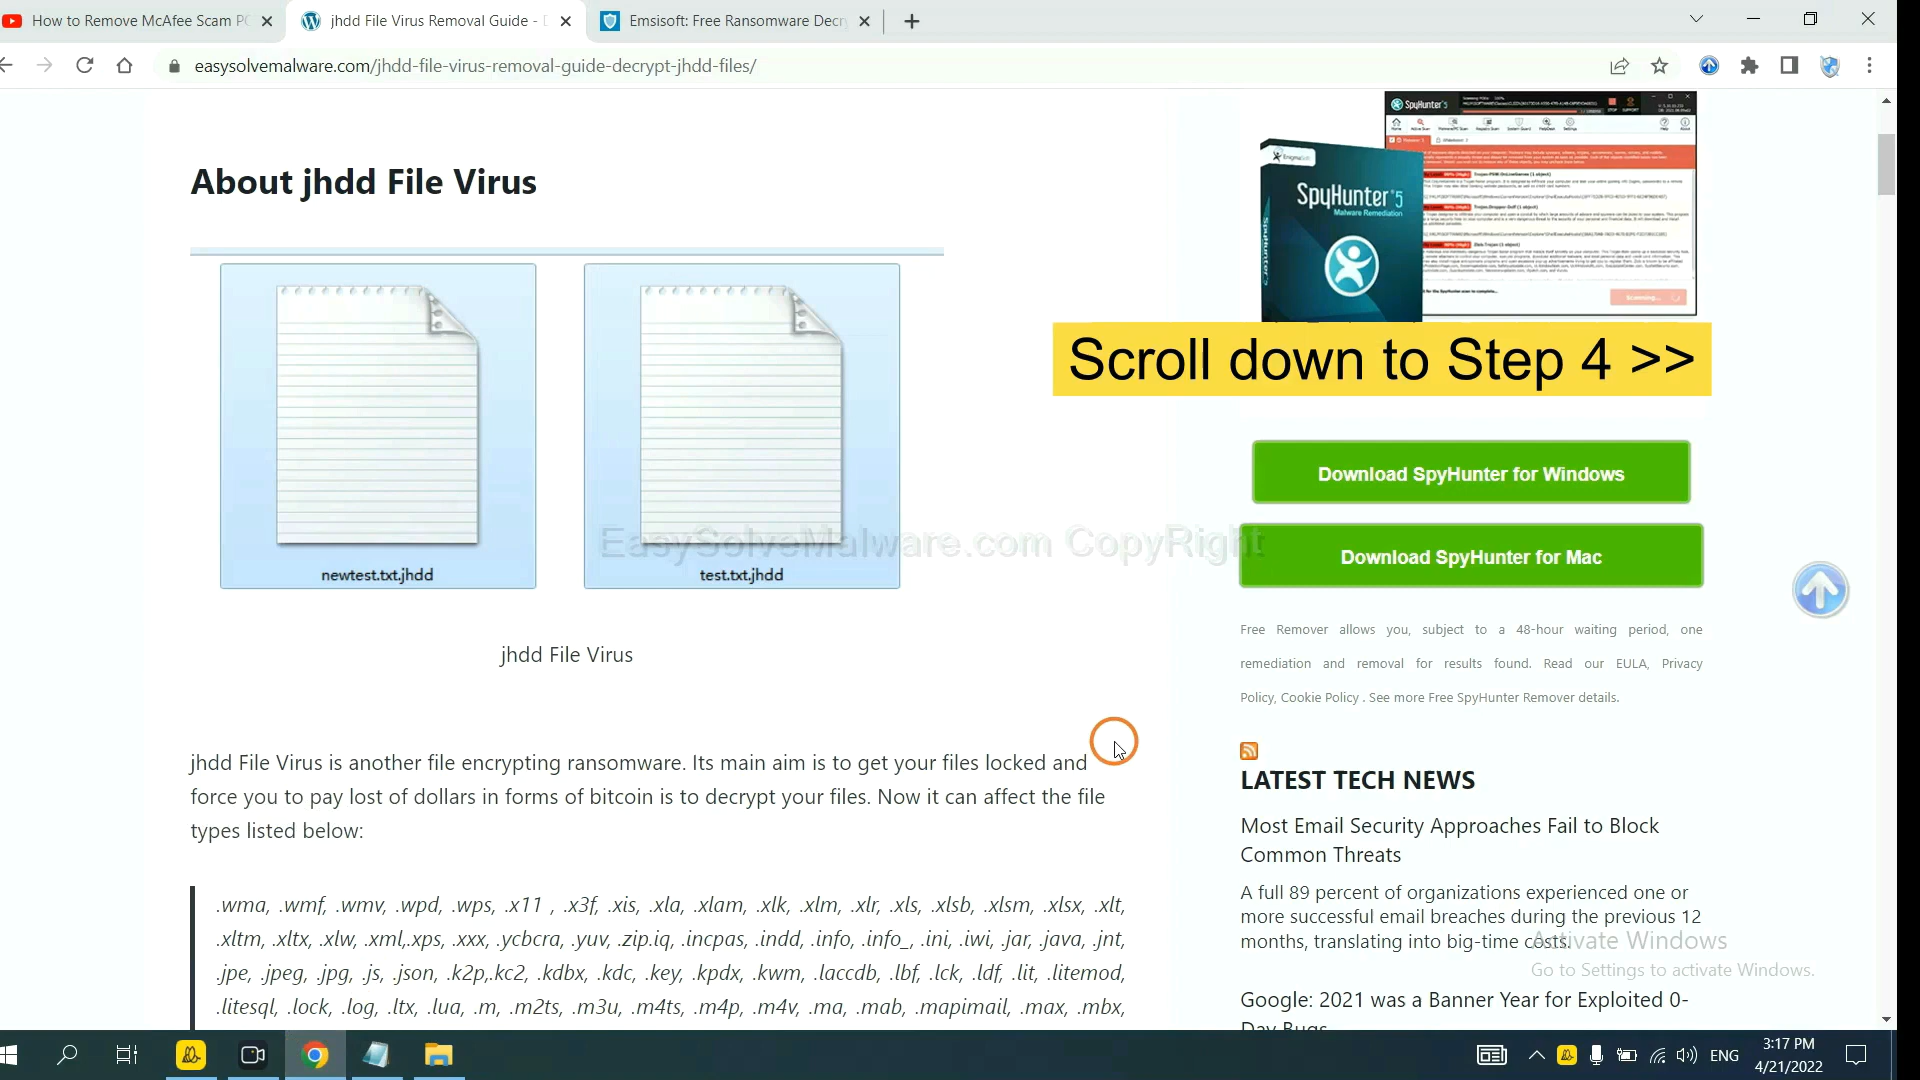 How to Remove McAfee Scam PC
jhdd File Virus Removal Guide - D
Emsisoft: Free Ransomware Decry
easysolvemalware.com/jhdd-file-virus-removal-guide-decrypt-jhdd-files/
About jhdd File Virus
newtest.txt.jhdd
test.txt.jhdd
jhdd File Virus
jhdd File Virus is another file encrypting ransomware. Its main aim is to get your files locked and
force you to pay lost of dollars in forms of bitcoin is to decrypt your files. Now it can affect the file
types listed below:
.wma, .wmf, .wmv, .wpd, .wps, .x11 , .x3f, .xis, .xla, .xlam, .xlk, .xlm, .xlr, .xls, .xlsb, .xlsm, .xlsx, .xlt,
.xltm, .xltx, .xlw, .xml,.xps, .xxx, .ycbcra, .yuv, .zip.iq, .incpas, .indd, .info, .info_, .ini, .iwi, .jar, .java, .jnt,
.jpe, .jpeg, .jpg, .js, .json, .k2p,.kc2, .kdbx, .kdc, .key, .kpdx, .kwm, .laccdb, .lbf, .lck, .ldf, .lit, .litemod,
.litesql, .lock, .log, .ltx, .lua, .m, .m2ts, .m3u, .m4ts, .m4p, .m4v, .ma, .mab, .mapimail, .max, .mbx,
EasySolveMalware.com CopyRight
SpyHunter 5
EnigmaSoft
SpyHunter 5
Malware Remediation
Scanning...
Scroll down to Step 4 >>
Download SpyHunter for Windows
Download SpyHunter for Mac
Free Remover allows you, subject to a 48-hour waiting period, one
remediation and removal for results found. Read our EULA, Privacy
Policy, Cookie Policy . See more Free SpyHunter Remover details.
LATEST TECH NEWS
Most Email Security Approaches Fail to Block
Common Threats
A full 89 percent of organizations experienced one or
more successful email breaches during the previous 12
months, translating into big-time costs.
Google: 2021 was a Banner Year for Exploited 0-
Day Bugs
Activate Windows
Go to Settings to activate Windows.
ENG
3:17 PM
4/21/2022